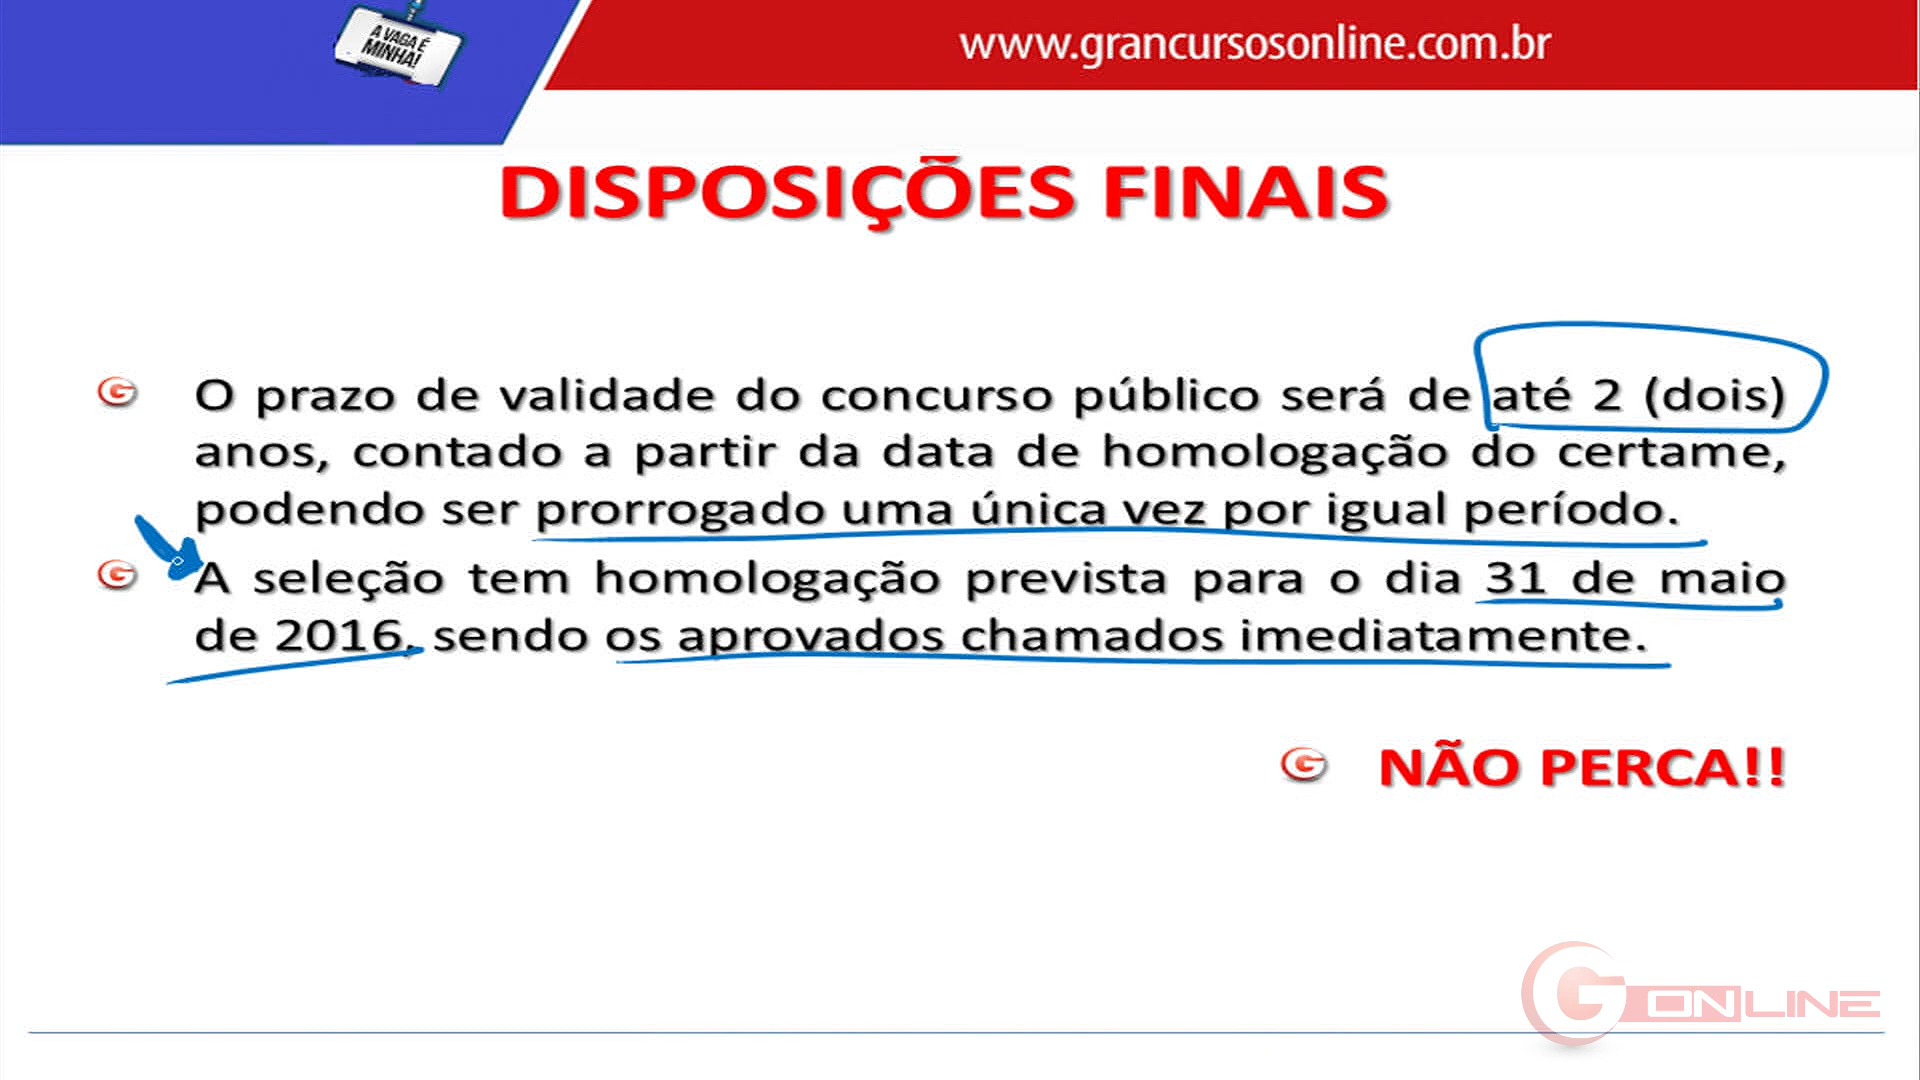 A VAGA É
MINHA!
www.grancursosonline.com.br
DISPOSIÇÕES FINAIS
O prazo de validade do concurso público será de até 2 (dois)
anos, contado a partir da data de homologação do certame,
podendo ser prorrogado uma única vez por igual período.
A seleção tem homologação prevista para o dia 31 de maio
de 2016, sendo os aprovados chamados imediatamente.
NÃO PERCA!!
G ONLINE